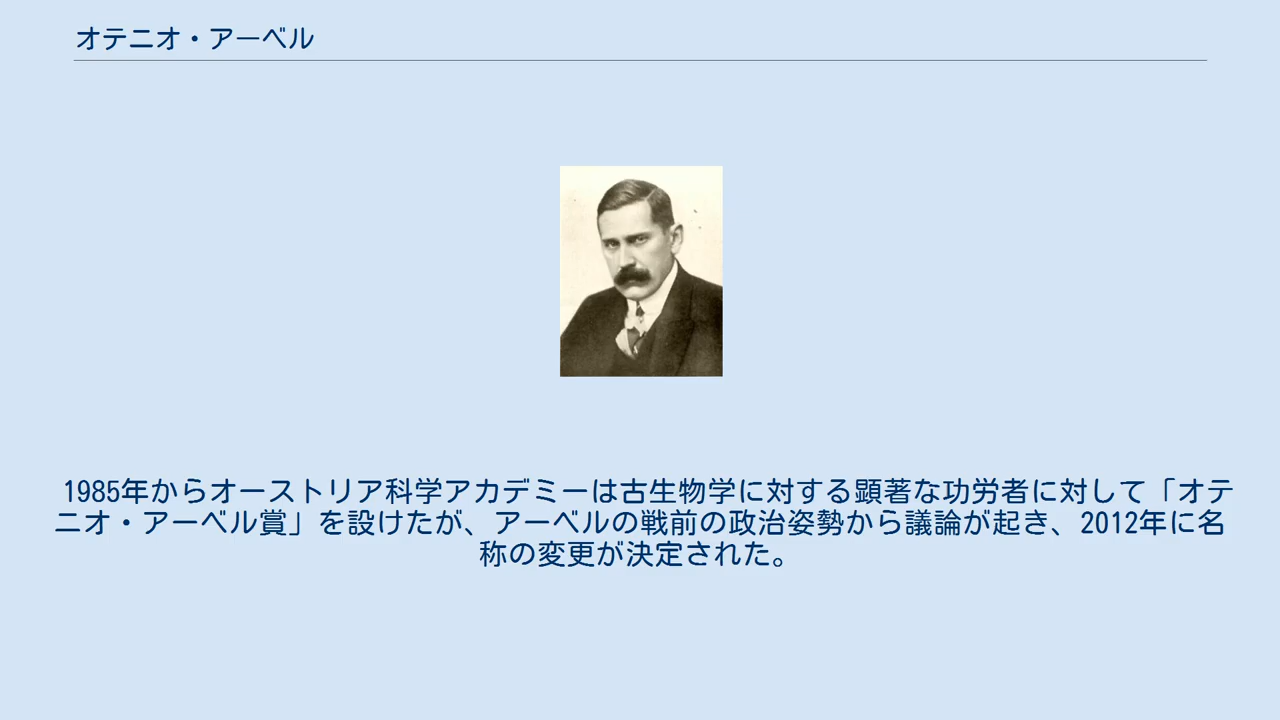 オテニオ・アーベル
1985年からオーストリア科学アカデミーは古生物学に対する顕著な功労者に対して「オテ
ニオ・アーベル賞」を設けたが、アーベルの戦前の政治姿勢から議論が起き、2012年に名
称の変更が決定された。